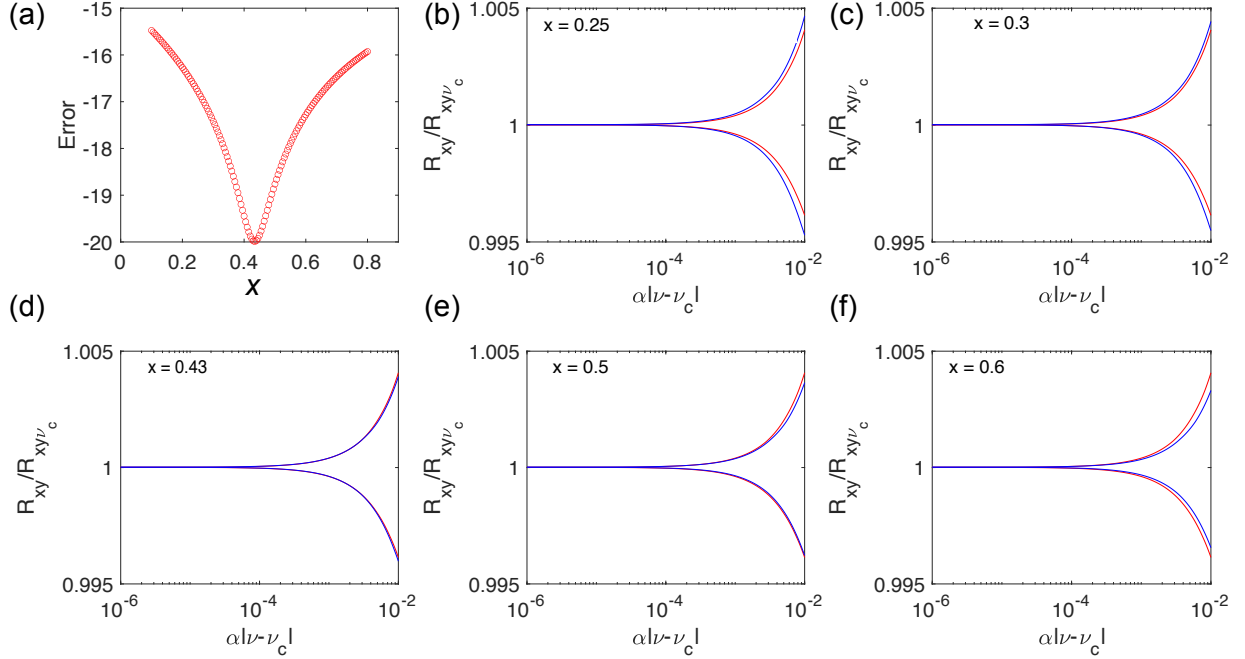 (a)
Error
-15
-16
-17
-18
-19
-20
0
0.2
0.4
0.6
0.8
x
(b)
x = 0.25
R_xy/R_xyν_c
1.005
1
0.995
10^-6
10^-4
10^-2
α|ν-ν_c|
(c)
x = 0.3
R_xy/R_xyν_c
1.005
1
0.995
10^-6
10^-4
10^-2
α|ν-ν_c|
(d)
x = 0.43
R_xy/R_xyν_c
1.005
1
0.995
10^-6
10^-4
10^-2
α|ν-ν_c|
(e)
x = 0.5
R_xy/R_xyν_c
1.005
1
0.995
10^-6
10^-4
10^-2
α|ν-ν_c|
(f)
x = 0.6
R_xy/R_xyν_c
1.005
1
0.995
10^-6
10^-4
10^-2
α|ν-ν_c|